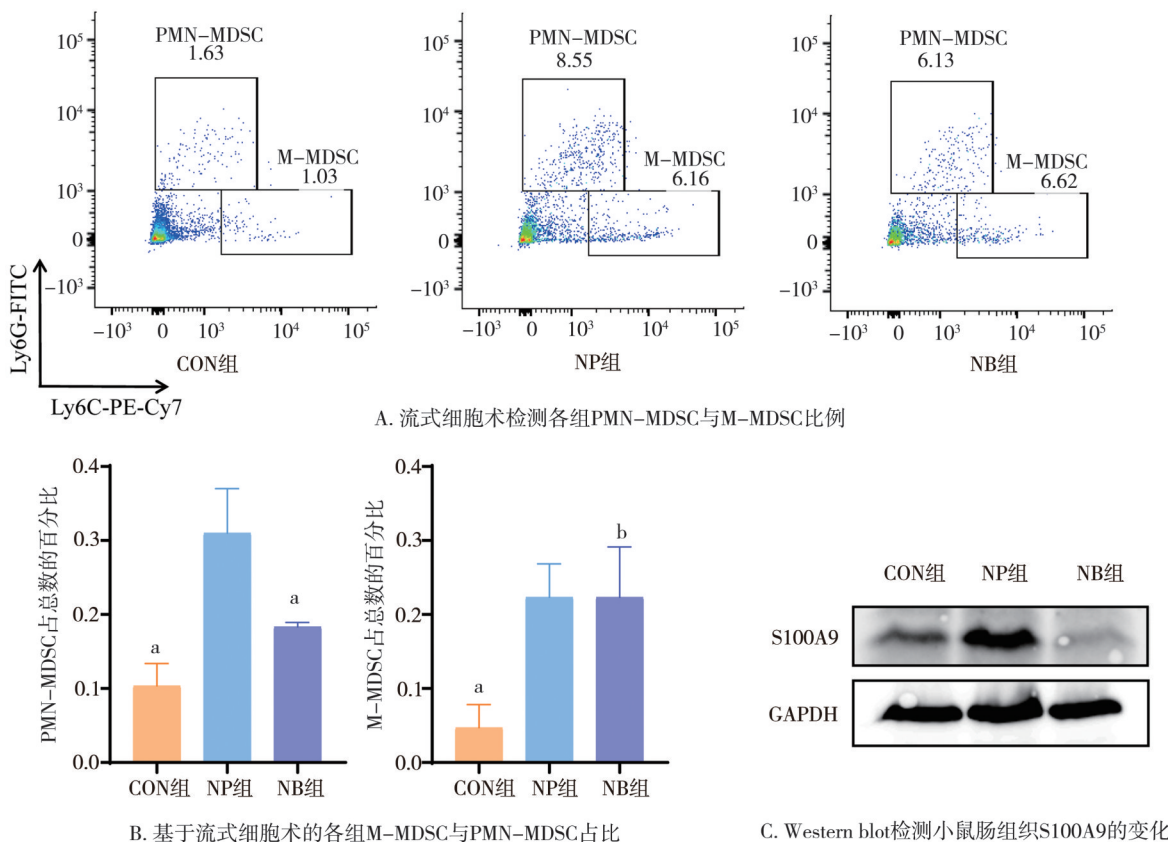 PMN-MDSC
1.63
M-MDSC
1.03
10⁵
10⁴
10³
0
−10³
−10³ 0 10³ 10⁴ 10⁵
CON组
PMN-MDSC
8.55
M-MDSC
6.16
10⁵
10⁴
10³
0
−10³
−10³ 0 10³ 10⁴ 10⁵
NP组
PMN-MDSC
6.13
M-MDSC
6.62
10⁵
10⁴
10³
0
−10³
−10³ 0 10³ 10⁴ 10⁵
NB组
Ly6G-FITC
Ly6C-PE-Cy7
A. 流式细胞术检测各组PMN-MDSC与M-MDSC比例
PMN-MDSC占总数的百分比
0.4
0.3
0.2
0.1
0.0
a
a
CON组 NP组 NB组
M-MDSC占总数的百分比
0.4
0.3
0.2
0.1
0.0
a
b
CON组 NP组 NB组
B. 基于流式细胞术的各组M-MDSC与PMN-MDSC占比
CON组 NP组 NB组
S100A9
GAPDH
C. Western blot检测小鼠肠组织S100A9的变化